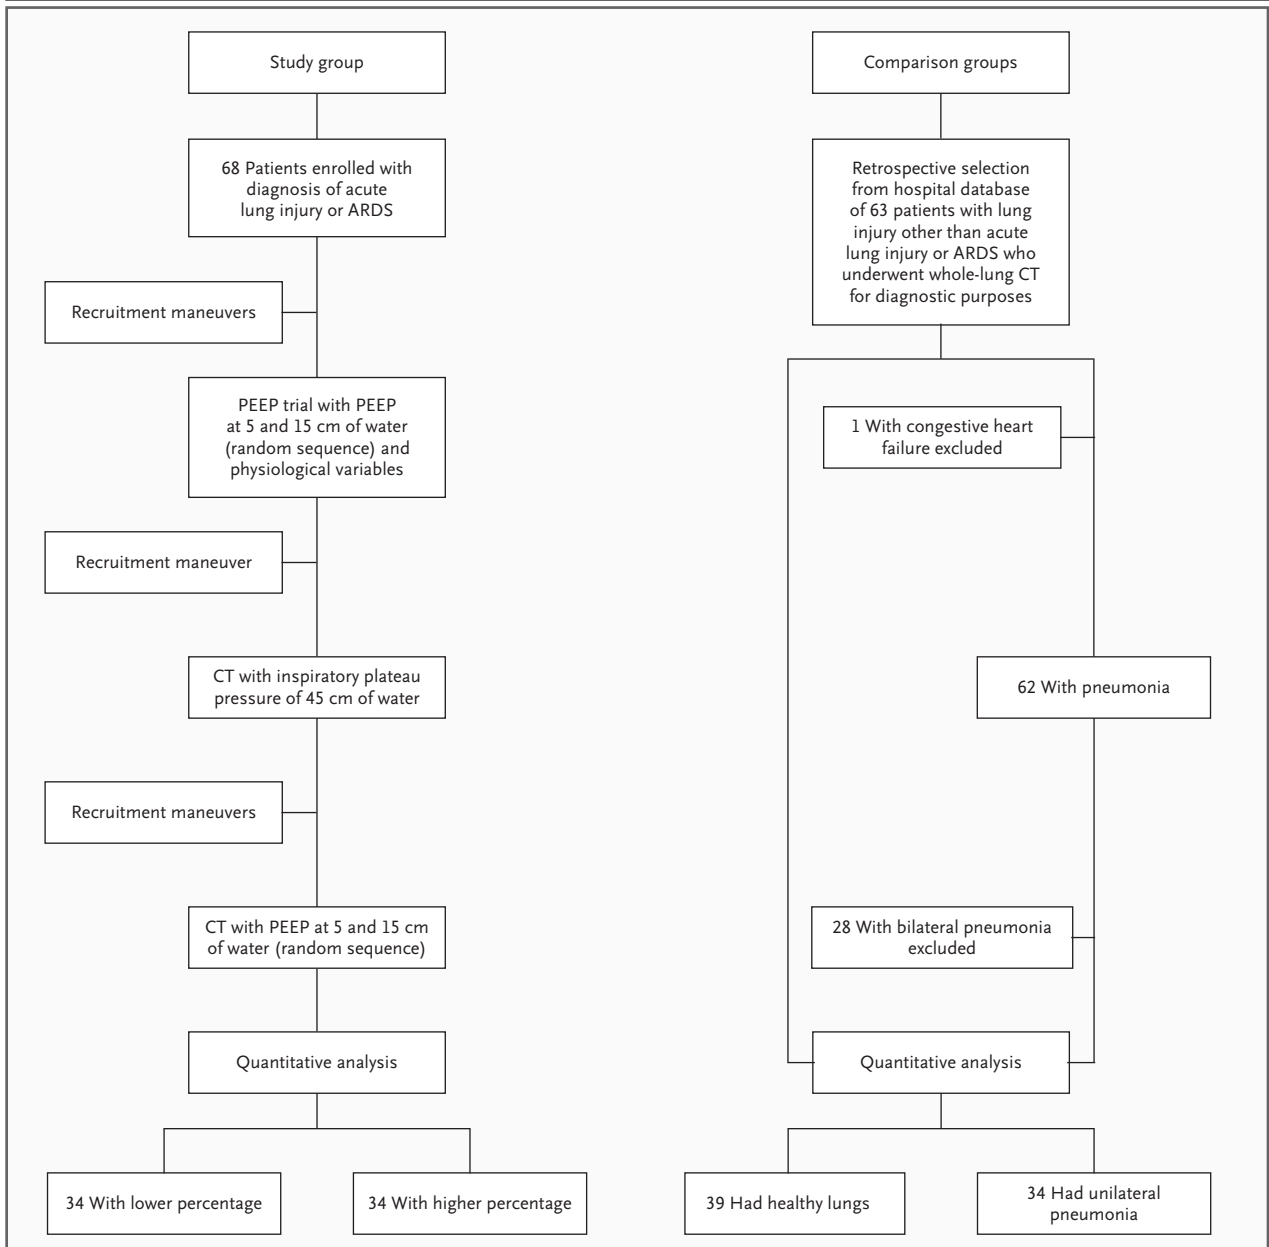 Study group
68 Patients enrolled with
diagnosis of acute
lung injury or ARDS
Recruitment maneuvers
PEEP trial with PEEP
at 5 and 15 cm of water
(random sequence) and
physiological variables
Recruitment maneuver
CT with inspiratory plateau
pressure of 45 cm of water
Recruitment maneuvers
CT with PEEP at 5 and 15 cm
of water (random sequence)
Quantitative analysis
34 With lower percentage
34 With higher percentage
Comparison groups
Retrospective selection
from hospital database
of 63 patients with lung
injury other than acute
lung injury or ARDS who
underwent whole-lung CT
for diagnostic purposes
1 With congestive heart
failure excluded
62 With pneumonia
28 With bilateral pneumonia
excluded
Quantitative analysis
39 Had healthy lungs
34 Had unilateral
pneumonia